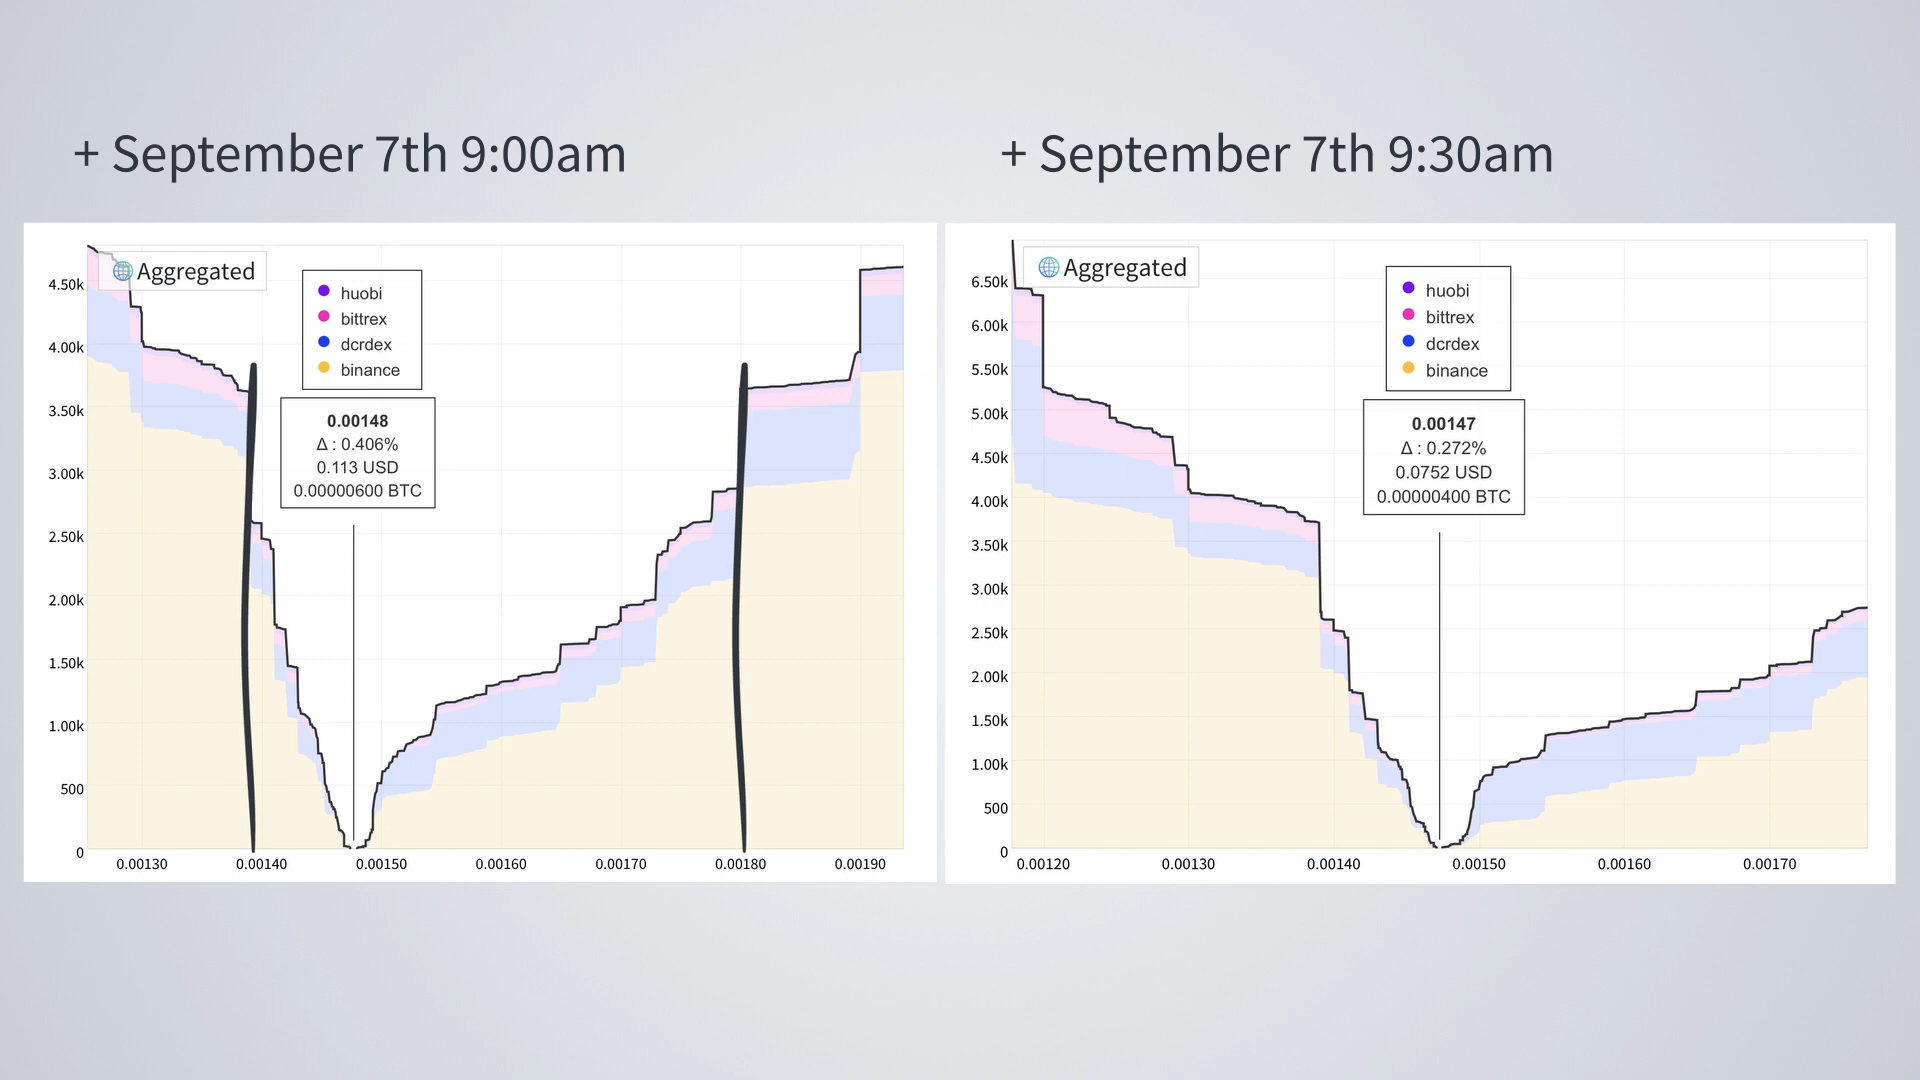 + September 7th 9:00am
+ September 7th 9:30am
Aggregated
huobi
bittrex
dcrdex
binance
0.00148
Δ : 0.406%
0.113 USD
0.00000600 BTC
4.50k
4.00k
3.50k
3.00k
2.50k
2.00k
1.50k
1.00k
500
0
0.00130 0.00140 0.00150 0.00160 0.00170 0.00180 0.00190
Aggregated
huobi
bittrex
dcrdex
binance
0.00147
Δ : 0.272%
0.0752 USD
0.00000400 BTC
6.50k
6.00k
5.50k
5.00k
4.50k
4.00k
3.50k
3.00k
2.50k
2.00k
1.50k
1.00k
500
0
0.00120 0.00130 0.00140 0.00150 0.00160 0.00170